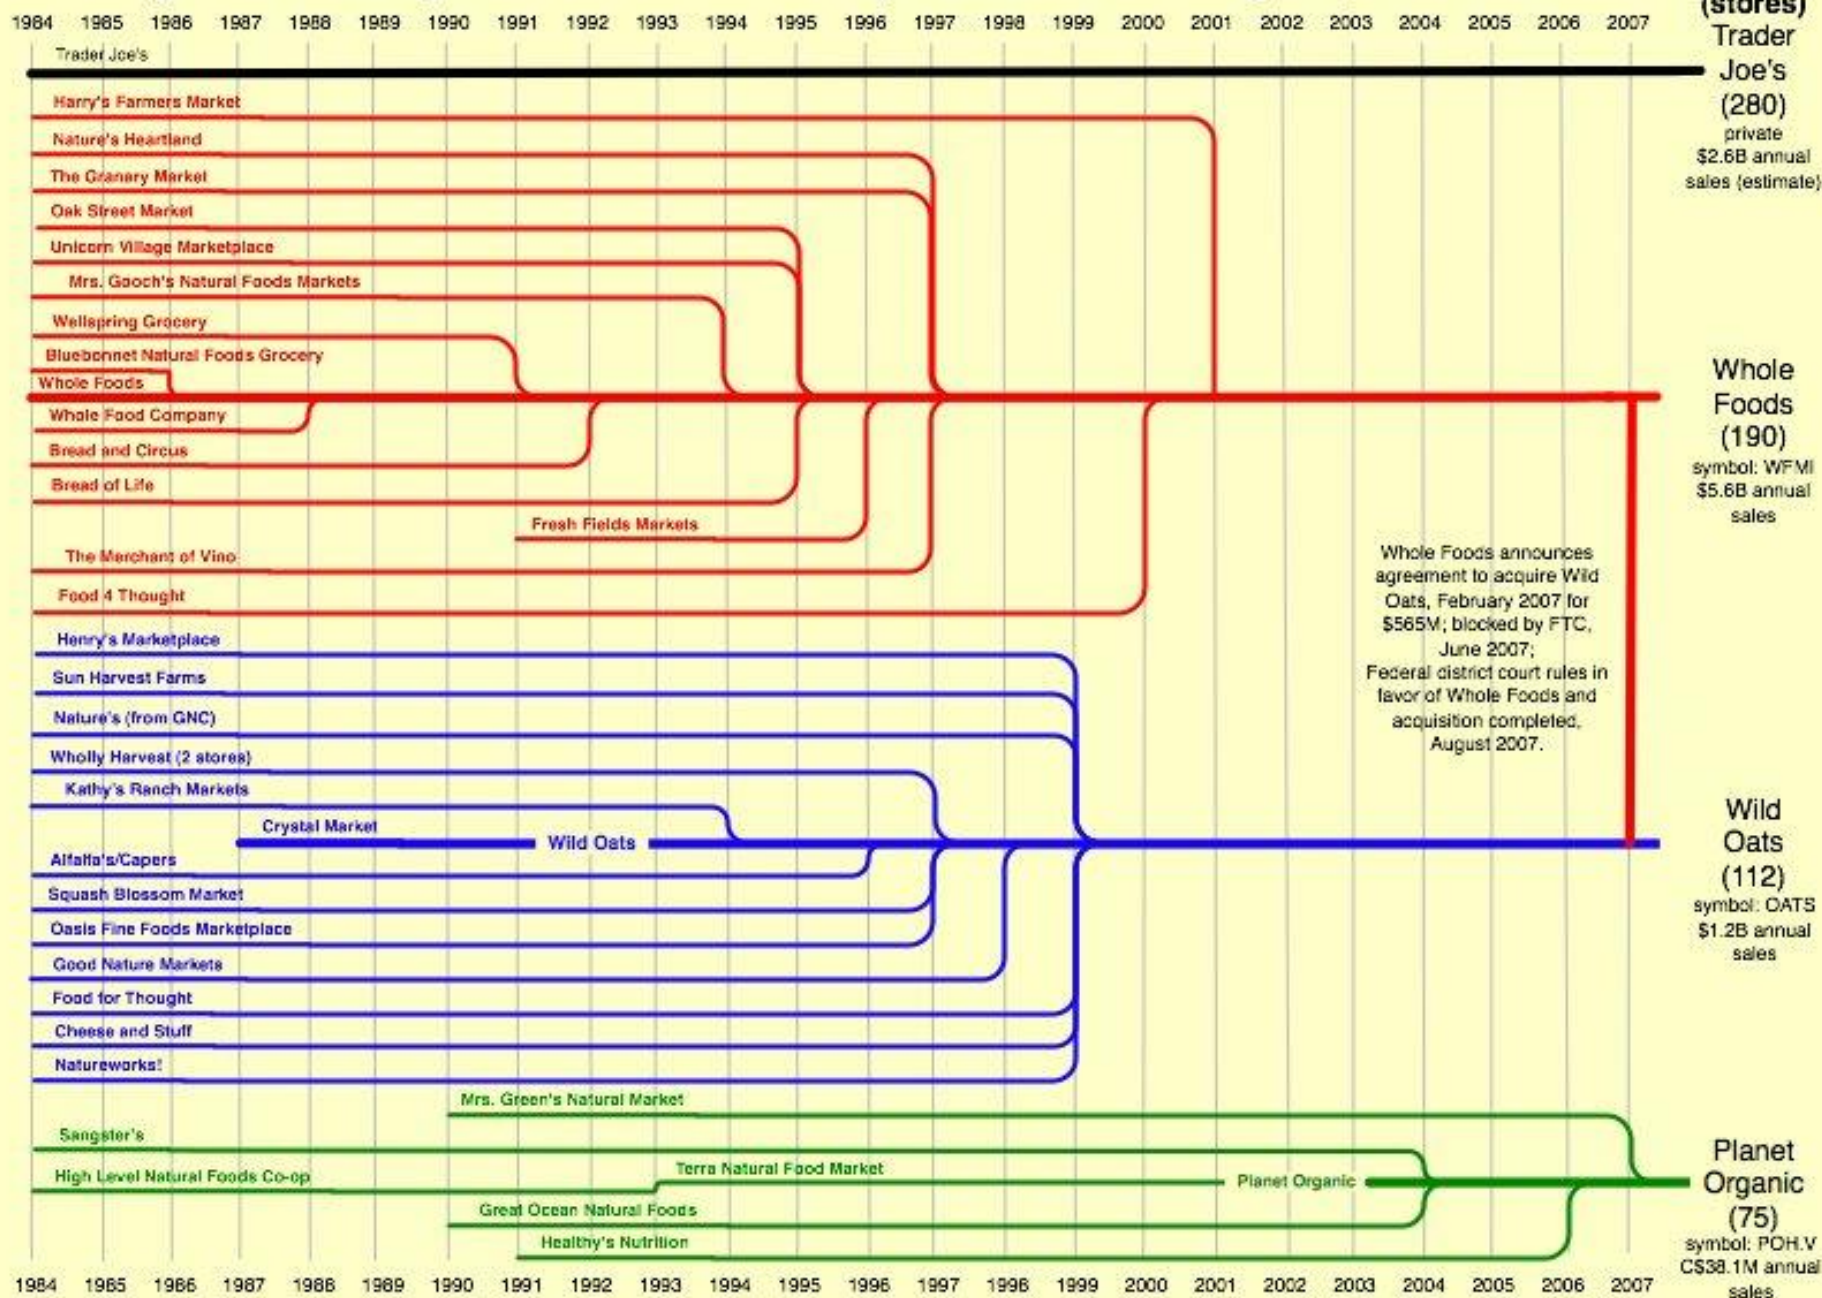 (stores)
1984 1985 1986 1987 1988 1989 1990 1991 1992 1993 1994 1995 1996 1997 1998 1999 2000 2001 2002 2003 2004 2005 2006 2007
Trader Joe's
Trader
Joe's
(280)
private
$2.6B annual
sales (estimate)
Harry's Farmers Market
Nature's Heartland
The Granery Market
Oak Street Market
Unicorn Village Marketplace
Mrs. Gooch's Natural Foods Markets
Wellspring Grocery
Bluebonnet Natural Foods Grocery
Whole Foods
Whole Food Company
Bread and Circus
Bread of Life
Fresh Fields Markets
The Merchant of Vino
Food 4 Thought
Whole
Foods
(190)
symbol: WFMI
$5.6B annual
sales
Whole Foods announces
agreement to acquire Wild
Oats, February 2007 for
$565M; blocked by FTC,
June 2007;
Federal district court rules in
favor of Whole Foods and
acquisition completed,
August 2007.
Henry's Marketplace
Sun Harvest Farms
Nature's (from GNC)
Wholly Harvest (2 stores)
Kathy's Ranch Markets
Crystal Market
Wild Oats
Alfalfa's/Capers
Squash Blossom Market
Oasis Fine Foods Marketplace
Good Nature Markets
Food for Thought
Cheese and Stuff
Natureworks!
Wild
Oats
(112)
symbol: OATS
$1.2B annual
sales
Mrs. Green's Natural Market
Sangster's
High Level Natural Foods Co-op
Terra Natural Food Market
Planet Organic
Great Ocean Natural Foods
Healthy's Nutrition
Planet
Organic
(75)
symbol: POH.V
C$38.1M annual
sales
1984 1985 1986 1987 1988 1989 1990 1991 1992 1993 1994 1995 1996 1997 1998 1999 2000 2001 2002 2003 2004 2005 2006 2007